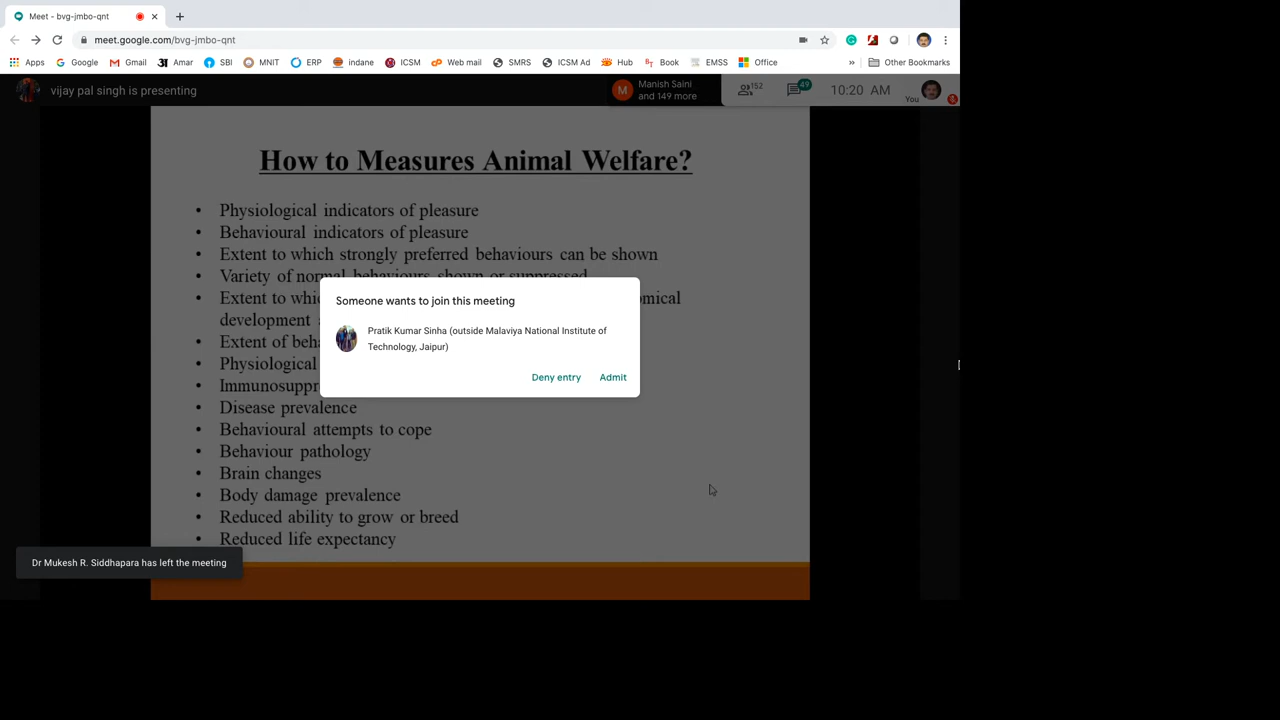 Meet - bvg-jmbo-qnt
meet.google.com/bvg-jmbo-qnt
Apps Google Gmail Amar SBI MNIT ERP indane ICSM Web mail SMRS ICSM Ad Hub Book EMSS Office » Other Bookmarks
vijay pal singh is presenting
M Manish Saini
and 149 more
152
49
10:20 AM
You
How to Measures Animal Welfare?
• Physiological indicators of pleasure
• Behavioural indicators of pleasure
• Extent to which strongly preferred behaviours can be shown
• Variety of normal behaviours shown or suppressed
• Extent to whi omical
development
• Extent of beh
• Physiological
• Immunosuppr
• Disease prevalence
• Behavioural attempts to cope
• Behaviour pathology
• Brain changes
• Body damage prevalence
• Reduced ability to grow or breed
• Reduced life expectancy
Someone wants to join this meeting
Pratik Kumar Sinha (outside Malaviya National Institute of
Technology, Jaipur)
Deny entry Admit
Dr Mukesh R. Siddhapara has left the meeting